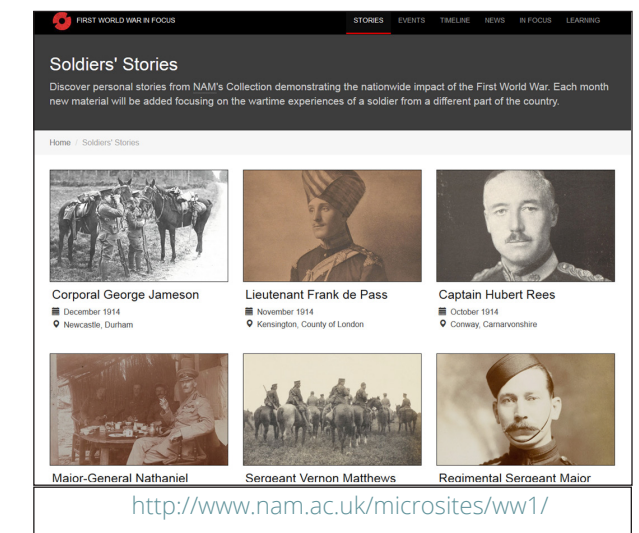 FIRST WORLD WAR IN FOCUS
STORIES EVENTS TIMELINE NEWS IN FOCUS LEARNING
Soldiers' Stories
Discover personal stories from NAM's Collection demonstrating the nationwide impact of the First World War. Each month
new material will be added focusing on the wartime experiences of a soldier from a different part of the country.
Home / Soldiers' Stories
Corporal George Jameson
December 1914
Newcastle, Durham
Lieutenant Frank de Pass
November 1914
Kensington, County of London
Captain Hubert Rees
October 1914
Conway, Carnarvonshire
Major-General Nathaniel
Sergeant Vernon Matthews
Regimental Sergeant Major
http://www.nam.ac.uk/microsites/ww1/